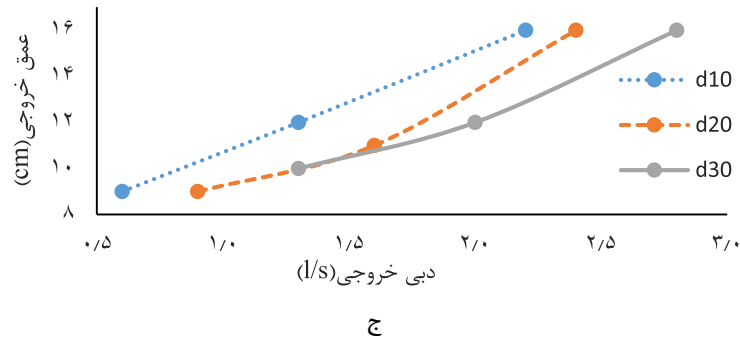 عمق خروجی(cm)
۱۶
۱۴
۱۲
۱۰
۸
d10
d20
d30
۰/۵ ۱/۰ ۱/۵ ۲/۰ ۲/۵ ۳/۰
دبی خروجی(l/s)
ج